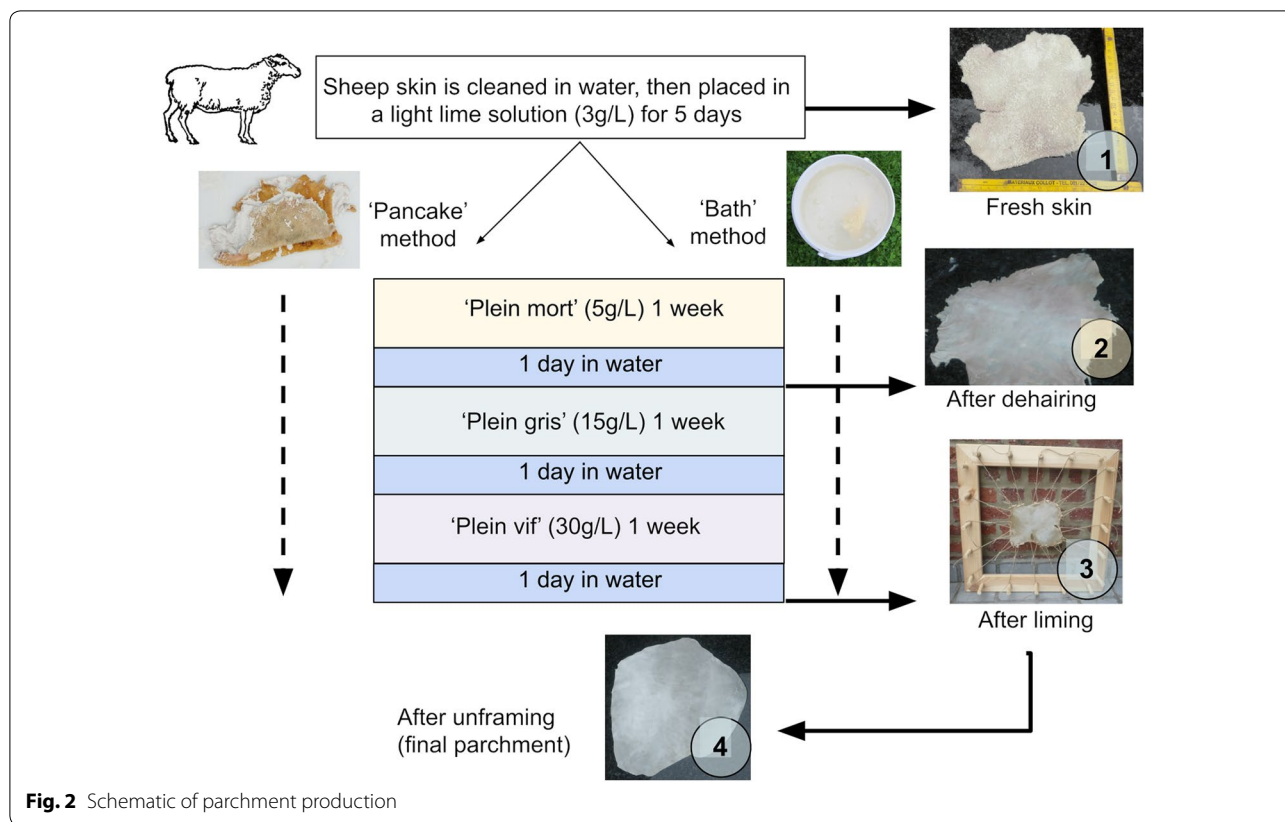 Sheep skin is cleaned in water, then placed in
a light lime solution (3g/L) for 5 days
1
Fresh skin
‘Pancake’
method
‘Bath’
method
‘Plein mort’ (5g/L) 1 week
1 day in water
2
After dehairing
‘Plein gris’ (15g/L) 1 week
1 day in water
‘Plein vif’ (30g/L) 1 week
1 day in water
3
After liming
After unframing
(final parchment)
4
Fig. 2 Schematic of parchment production